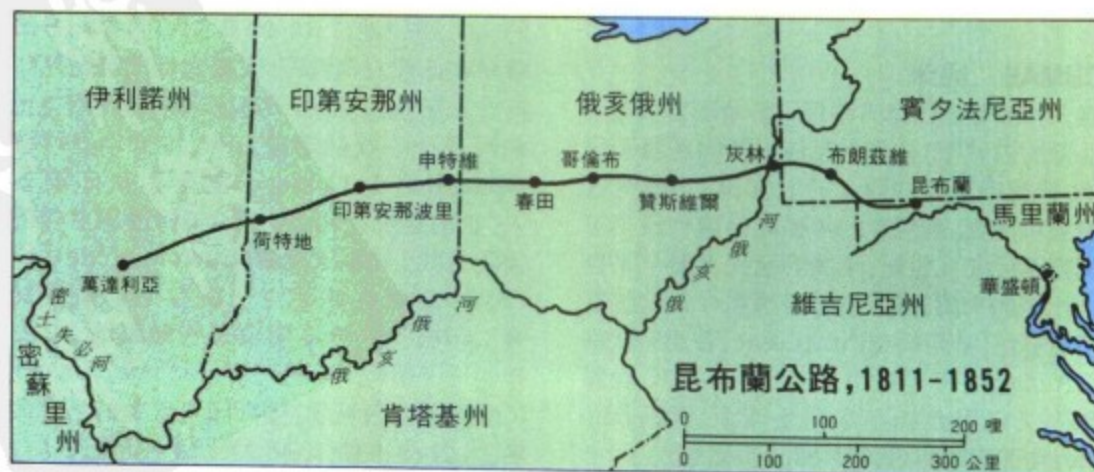 伊利諾州
印第安那州
俄亥俄州
賓夕法尼亞州
申特維
哥倫布
灰林
布朗茲維
印第安那波里
春田
贊斯維爾
昆布蘭
荷特地
馬里蘭州
萬達利亞
華盛頓
密士失必河
俄亥俄河
俄亥俄河
維吉尼亞州
密蘇里州
肯塔基州
昆布蘭公路,1811-1852
0 100 200 哩
0 100 200 300 公里